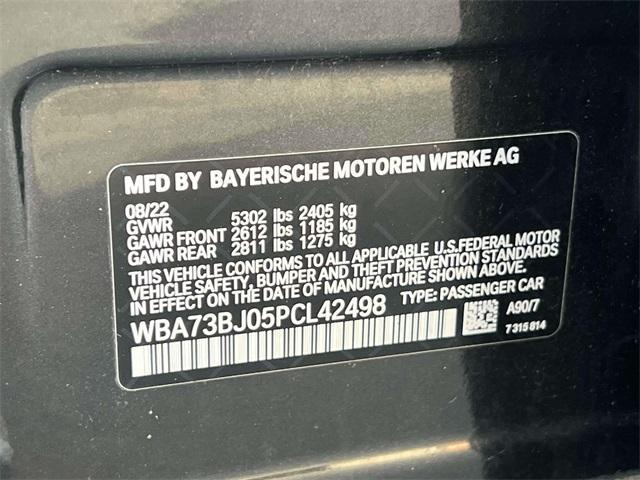 MFD BY BAYERISCHE MOTOREN WERKE AG
08/22
GVWR 5302 lbs 2405 kg
GAWR FRONT 2612 lbs 1185 kg
GAWR REAR 2811 lbs 1275 kg
THIS VEHICLE CONFORMS TO ALL APPLICABLE U.S.FEDERAL MOTOR
VEHICLE SAFETY, BUMPER AND THEFT PREVENTION STANDARDS
IN EFFECT ON THE DATE OF MANUFACTURE SHOWN ABOVE.
WBA73BJ05PCL42498 TYPE: PASSENGER CAR
A90/7
7315814